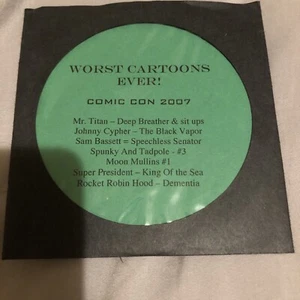 WORST CARTOONS
EVER!
COMIC CON 2007
Mr. Titan – Deep Breather & sit ups
Johnny Cypher – The Black Vapor
Sam Bassett = Speechless Senator
Spunky And Tadpole - #3
Moon Mullins #1
Super President – King Of the Sea
Rocket Robin Hood – Dementia